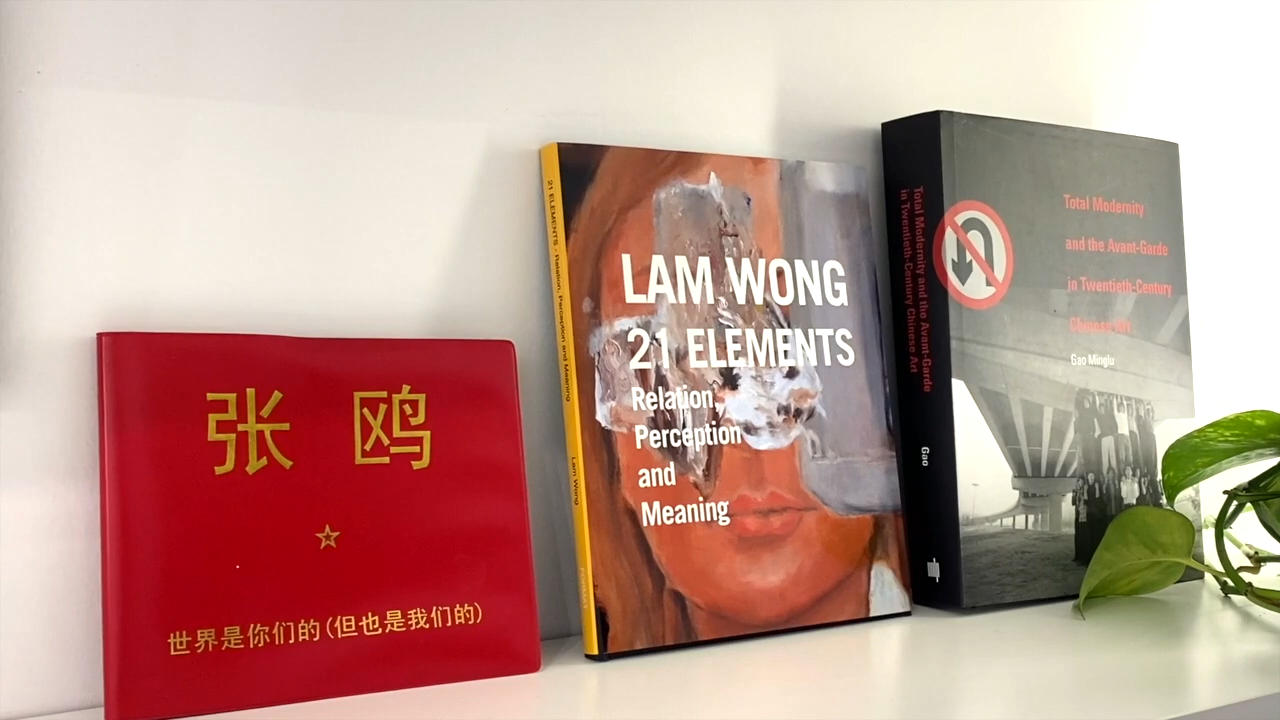 张 鸥
世界是你们的(但也是我们的)
21 ELEMENTS - Relation, Perception and Meaning
Lam Wong
LAM WONG
21 ELEMENTS
Relation,
Perception
and
Meaning
Total Modernity and the Avant-Garde
in Twentieth-Century Chinese Art
Gao
Total Modernity
and the Avant-Garde
in Twentieth-Century
Chinese Art
Gao Minglu